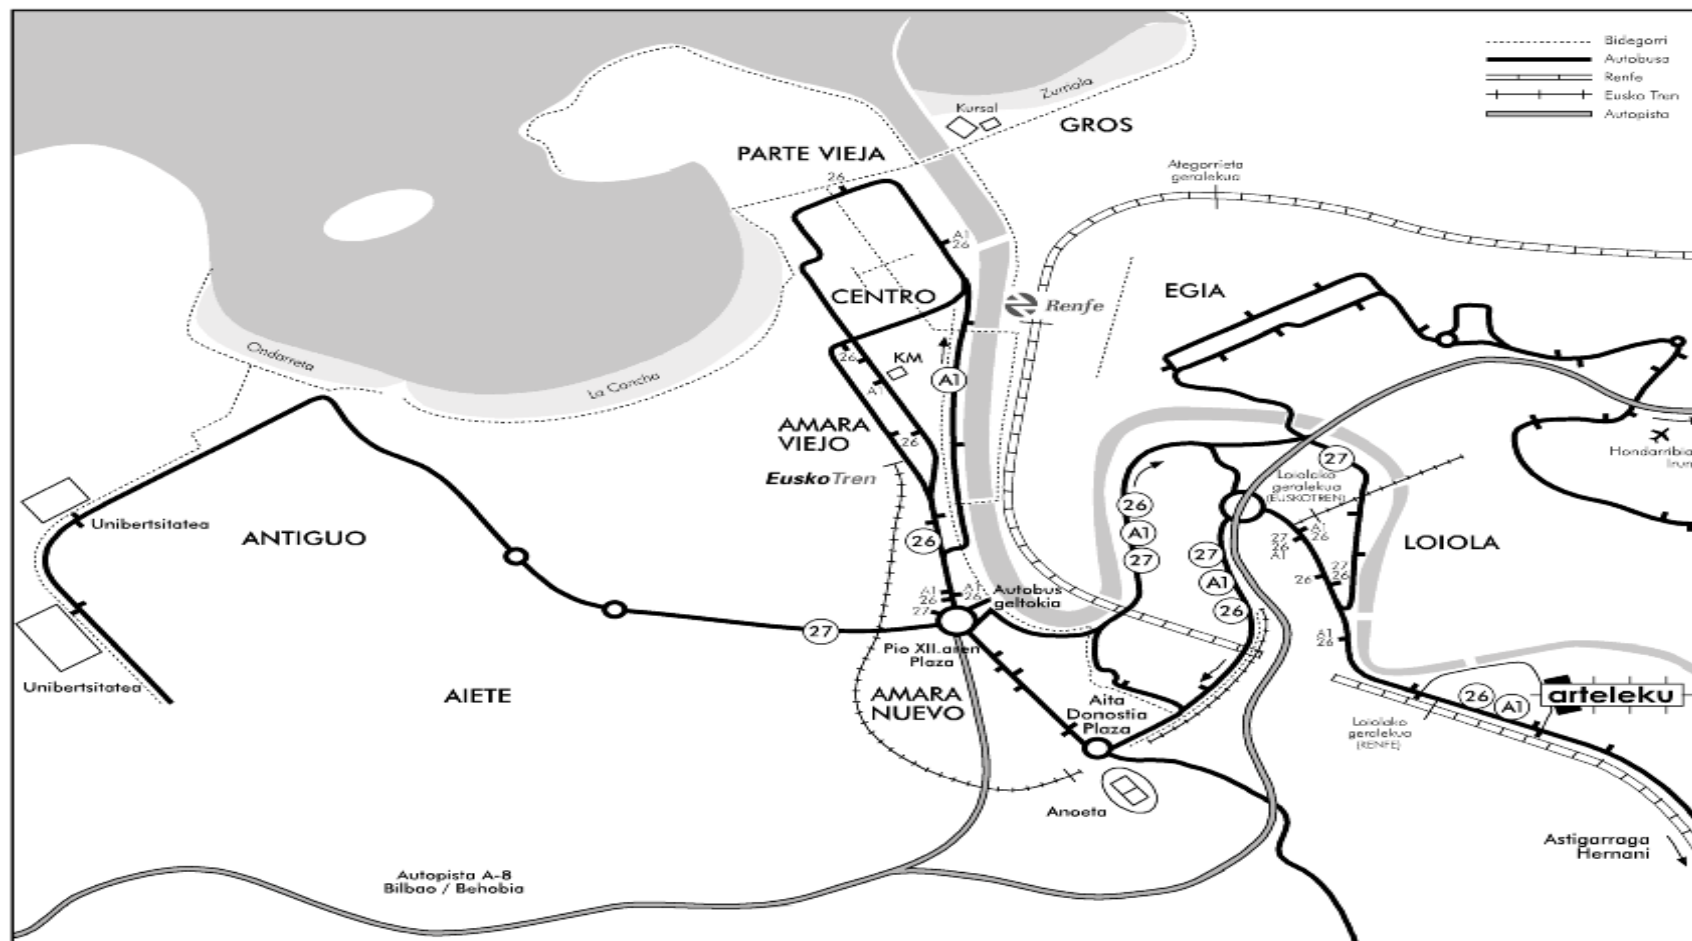 Bidegorri
Autobusa
Renfe
Eusko Tren
Autopista
Zurriola
Kursal
GROS
PARTE VIEJA
26
Ategorrieta
geralekua
A1
26
CENTRO
Renfe
EGIA
Ondarreta
La Concha
26
KM
A1
A1
AMARA
VIEJO
26
EuskoTren
27
Loiolako
geralekua
(EUSKOTREN)
Hondarribia
Irun
Unibertsitatea
ANTIGUO
26
26
A1
27
27
A1
26
A1
26
27
26
A1
LOIOLA
27
26
26
A1
26
27
A1
26
Autobus
geltokia
27
Pio XII.aren
Plaza
A1
26
Unibertsitatea
AIETE
AMARA
NUEVO
Aita
Donostia
Plaza
26
A1
arteleku
Loiolako
geralekua
(RENFE)
Anoeta
Astigarraga
Hernani
Autopista A-8
Bilbao / Behobia